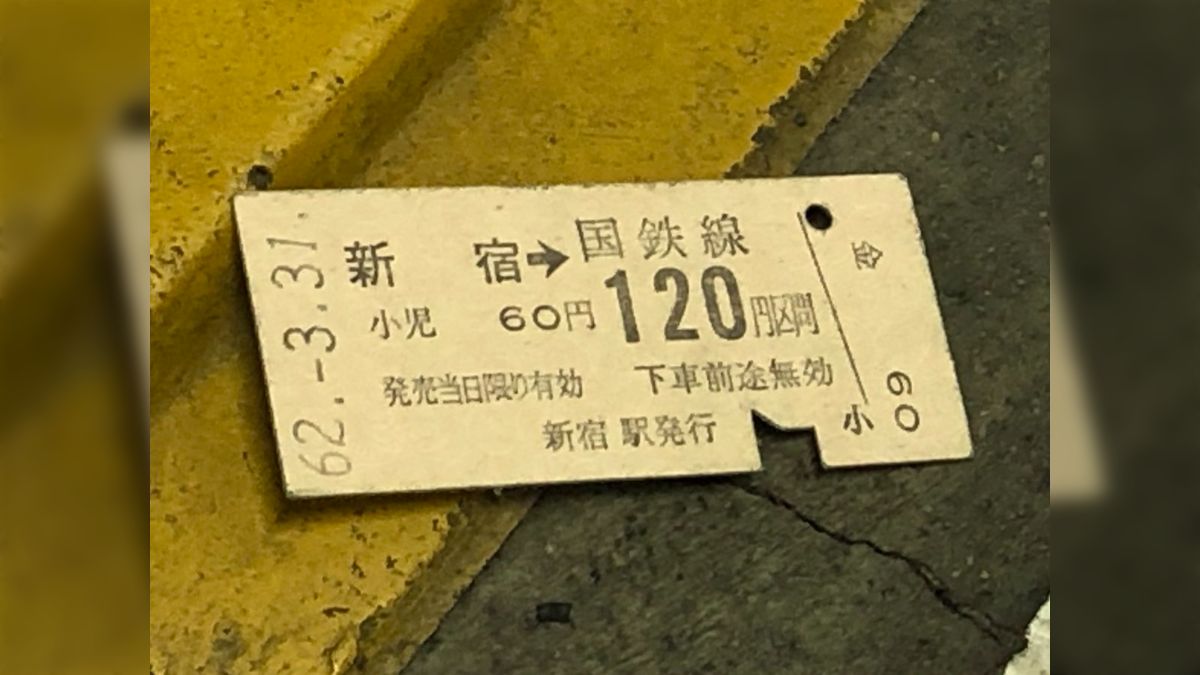 62.-3.31.
新宿➔国鉄線
小児 60円 120円区間
発売当日限り有効 下車前途無効
新宿駅発行
金
小
60